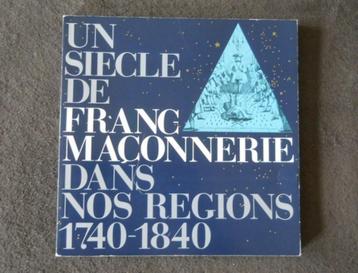 UN
SIECLE
DE
FRANC
MAÇONNERIE
DANS
NOS REGIONS
1740-1840